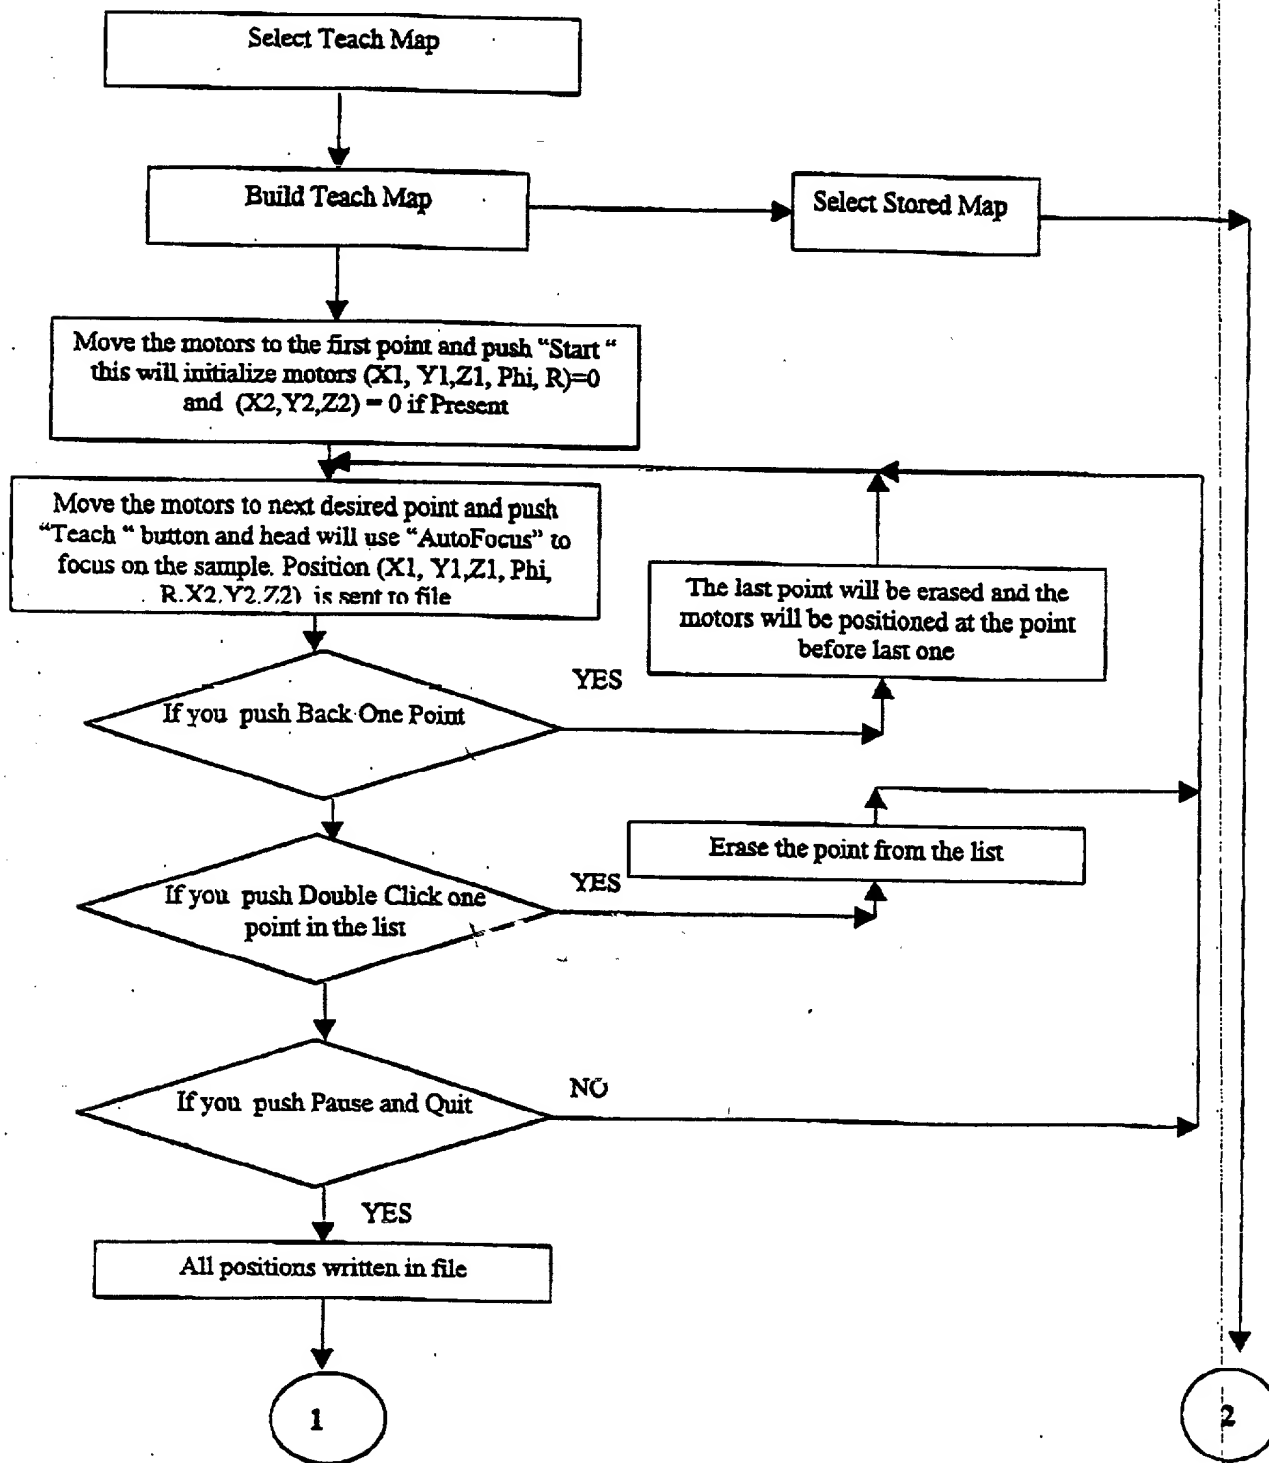 Select Teach Map
Build Teach Map
Select Stored Map
Move the motors to the first point and push “Start “
this will initialize motors (X1, Y1,Z1, Phi, R)=0
and (X2,Y2,Z2) = 0 if Present
Move the motors to next desired point and push
“Teach “ button and head will use “AutoFocus” to
focus on the sample. Position (X1, Y1,Z1, Phi,
R,X2,Y2,Z2) is sent to file
The last point will be erased and the
motors will be positioned at the point
before last one
YES
If you push Back One Point
Erase the point from the list
YES
If you push Double Click one
point in the list
NO
If you push Pause and Quit
YES
All positions written in file
1
2